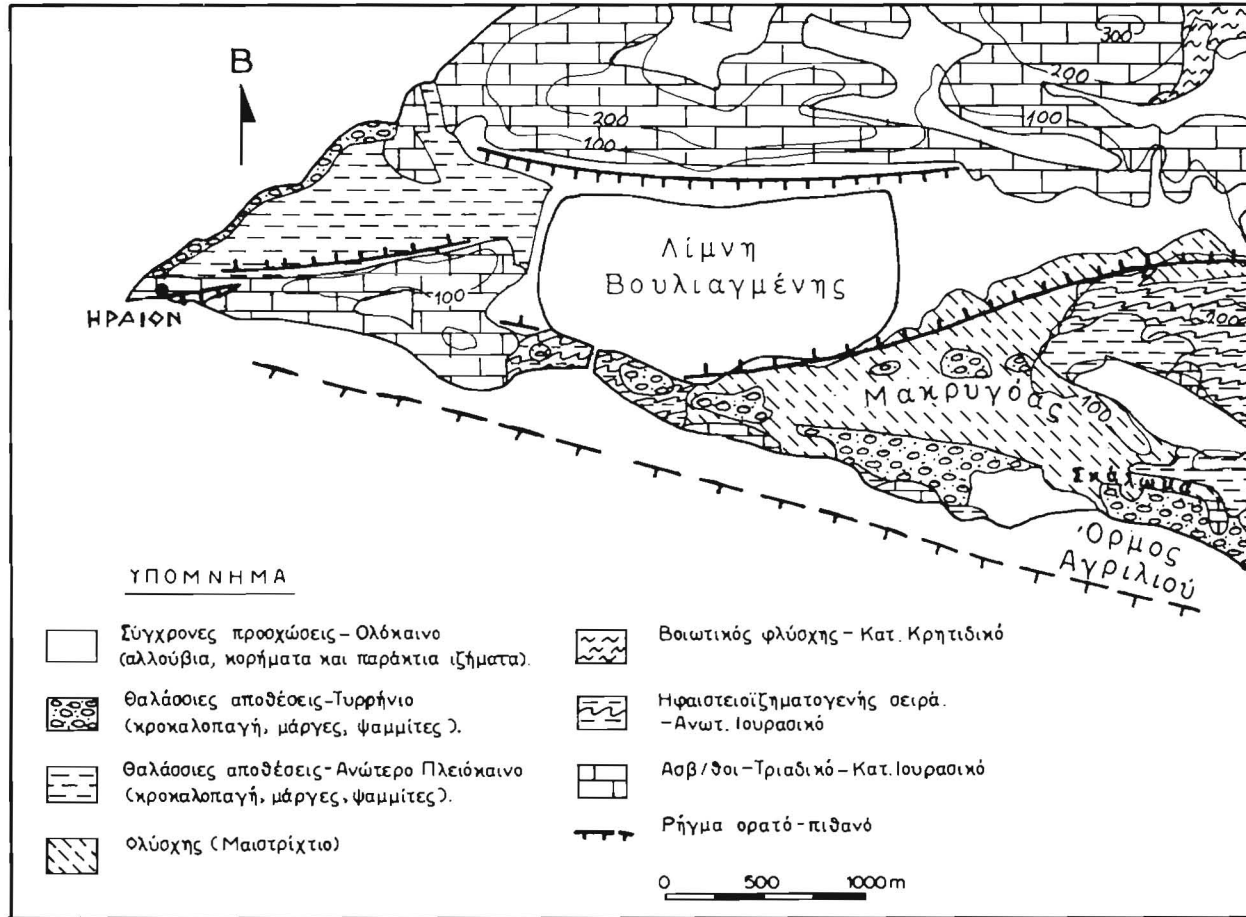 Β
300
200
100
200
100
Λίμνη
Βουλιαγμένης
100
ΗΡΑΙΟΝ
200
Μακρυγόας
100
Σκάλωμα
Όρμος
Αγριλιού
ΥΠΟΜΝΗΜΑ
Σύγχρονες προσχώσεις – Ολόκαινο
(αλλούβια, κορήματα και παράκτια ιζήματα).
Θαλάσσιες αποθέσεις – Τυρρήνιο
(κροκαλοπαγή, μάργες, ψαμμίτες).
Θαλάσσιες αποθέσεις – Ανώτερο Πλειόκαινο
(κροκαλοπαγή, μάργες, ψαμμίτες).
Φλύσχης (Μαιστρίχτιο)
Βοιωτικός φλύσχης – Κατ. Κρητιδικό
Ηφαιστειοϊζηματογενής σειρά.
– Ανωτ. Ιουρασικό
Ασβ/θοι – Τριαδικό – Κατ. Ιουρασικό
Ρήγμα ορατό – πιθανό
0 500 1000m